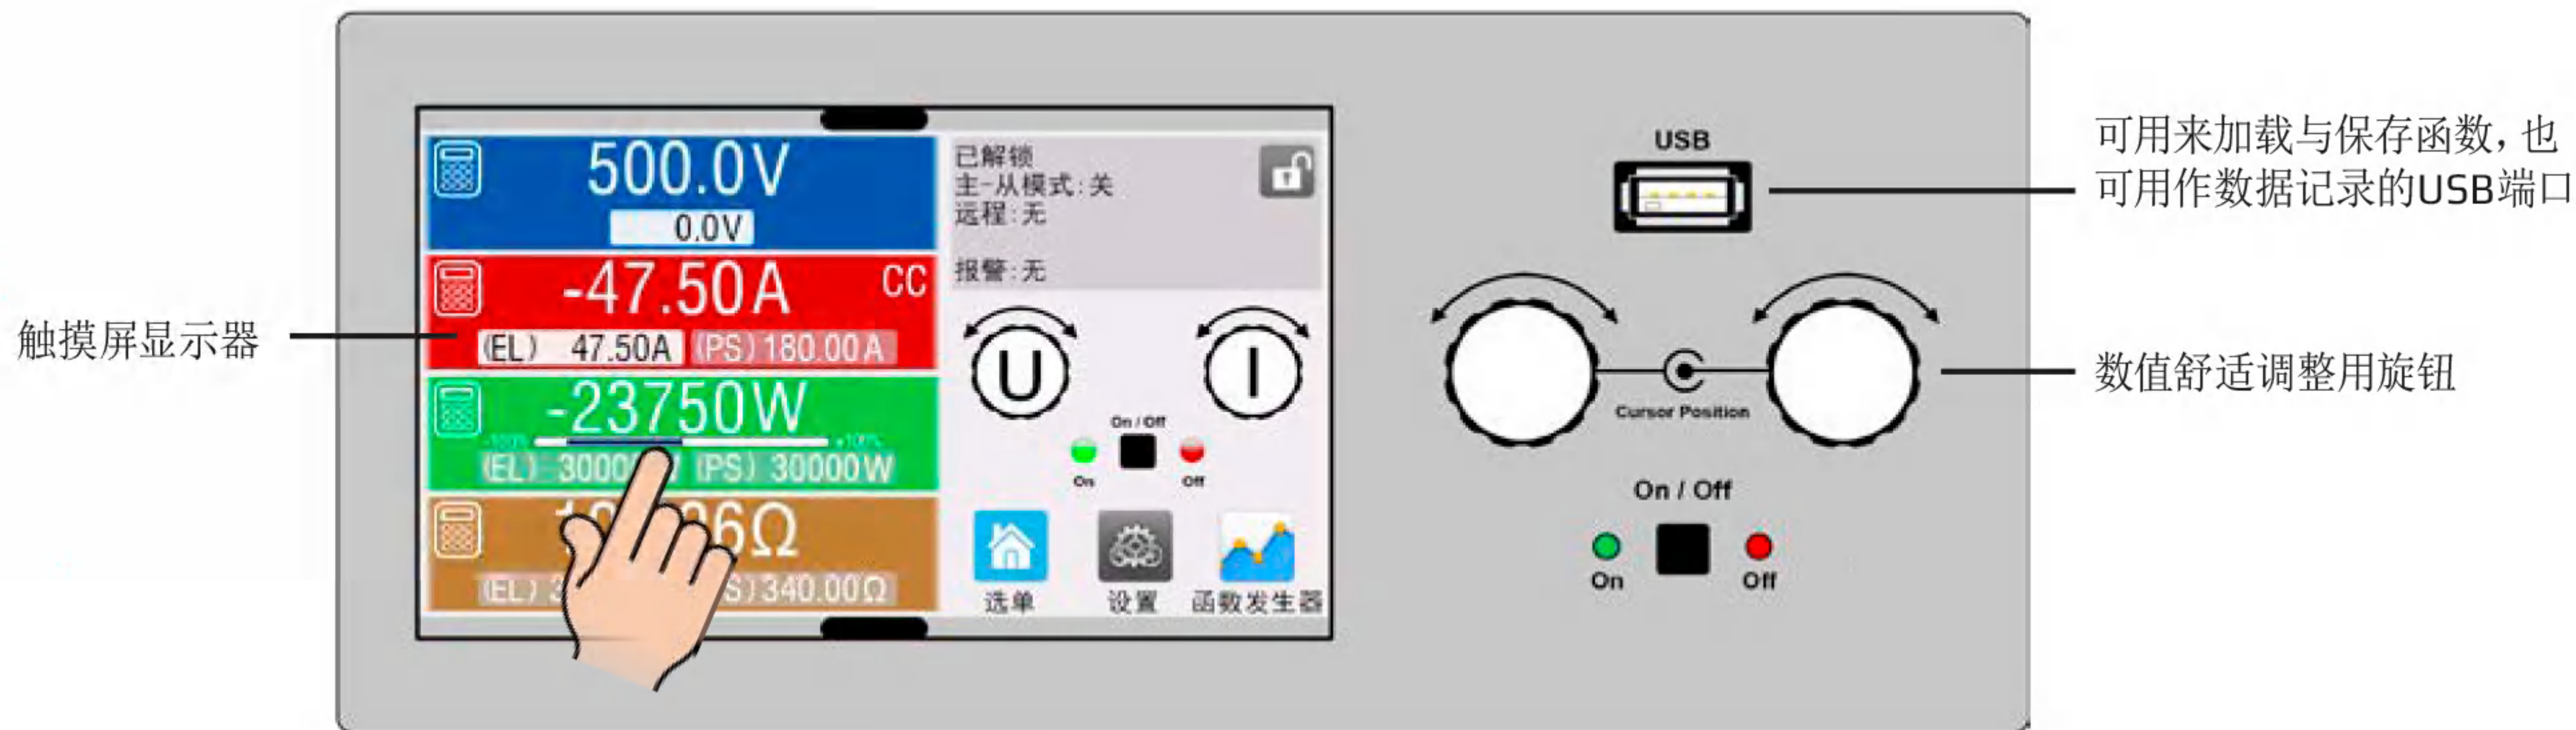 触摸屏显示器
500.0V
0.0V
-47.50A
CC
(EL) 47.50A
(PS) 180.00A
-23750W
-100%
+100%
(EL)
(PS) 30000W
(EL)
340.00Ω
已解锁
主-从模式:关
远程:无
报警:无
U
I
On / Off
On
Off
选单
设置
函数发生器
USB
Cursor Position
On / Off
On
Off
可用来加载与保存函数,也
可用作数据记录的USB端口
数值舒适调整用旋钮